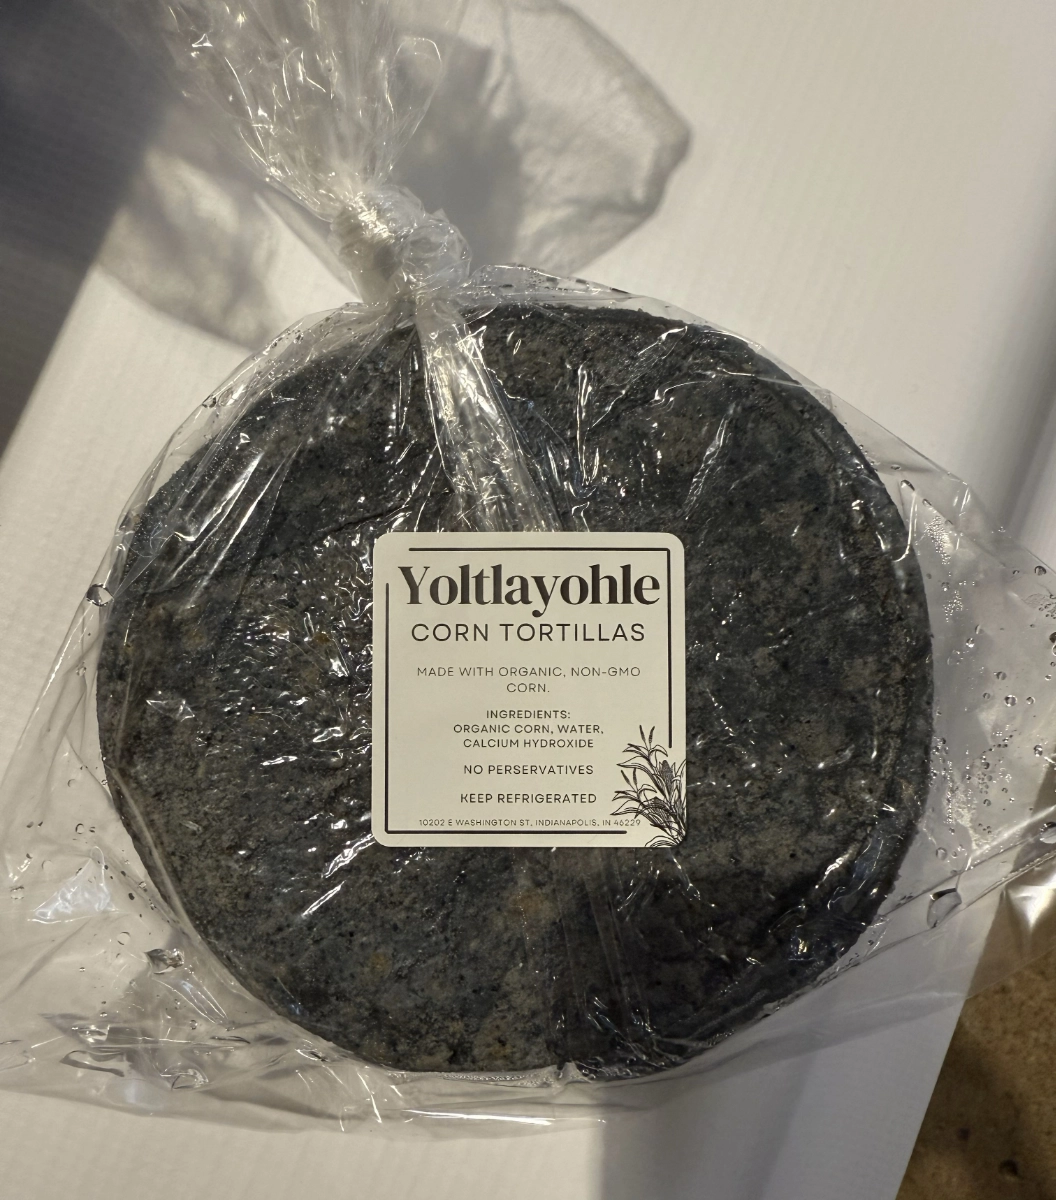 Yoltlayohle
CORN TORTILLAS
MADE WITH ORGANIC, NON-GMO
CORN.
INGREDIENTS:
ORGANIC CORN, WATER,
CALCIUM HYDROXIDE
NO PERSERVATIVES
KEEP REFRIGERATED
10202 E WASHINGTON ST, INDIANAPOLIS, IN 46229